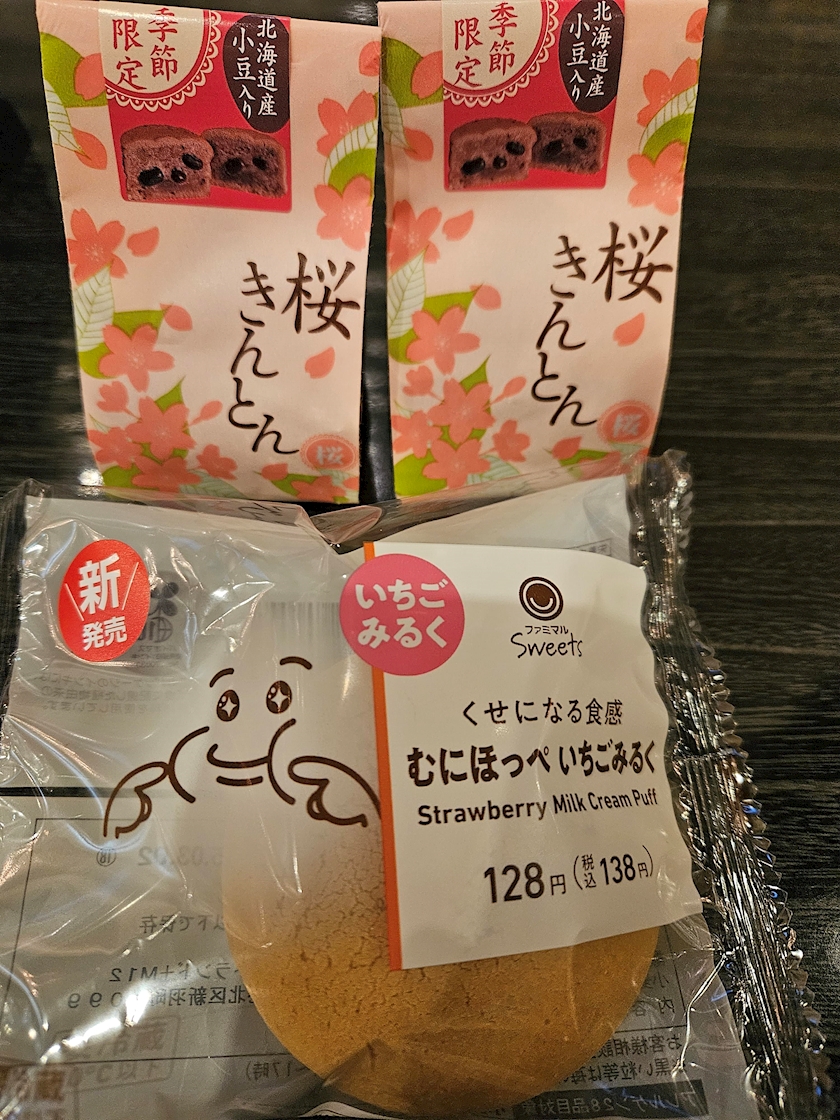 季節
限定
北海道産
小豆入り
桜
きんとん
桜
季節
限定
北海道産
小豆入り
桜
きんとん
桜
新
発売
いちご
みるく
ファミマル
Sweets
くせになる食感
むにほっぺ いちごみるく
Strawberry Milk Cream Puff
128円(税込138円)